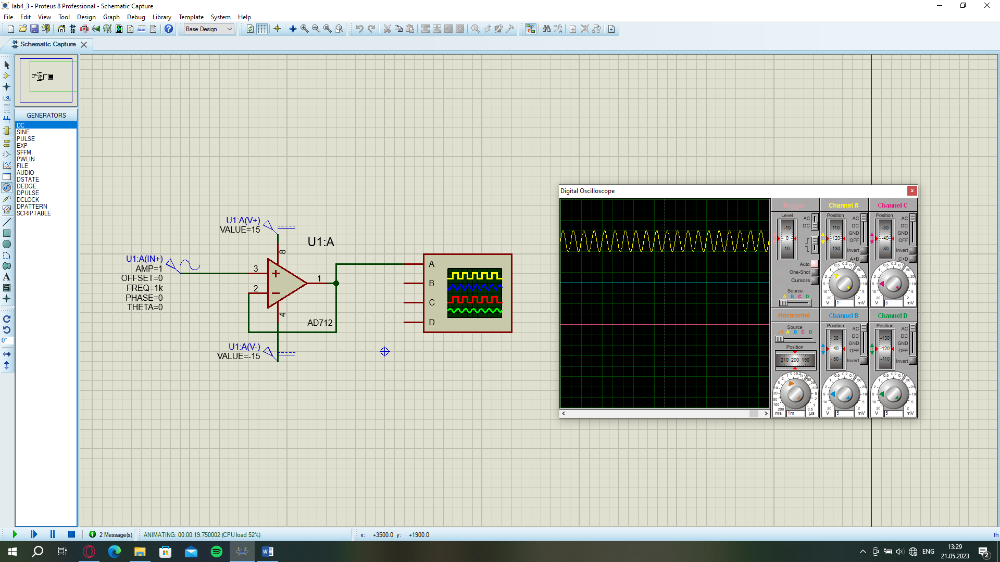 lab4_3 - Proteus 8 Professional - Schematic Capture
File Edit View Tool Design Graph Debug Library Template System Help
Base Design
Schematic Capture
GENERATORS
DC
SINE
PULSE
EXP
SFFM
PWLIN
FILE
AUDIO
DSTATE
DEDGE
DPULSE
DCLOCK
DPATTERN
SCRIPTABLE
LBL
A
S
0°
U1:A(V+)
VALUE=15
U1:A
U1:A(IN+)
AMP=1
OFFSET=0
FREQ=1k
PHASE=0
THETA=0
3
2
8
4
1
AD712
U1:A(V-)
VALUE=-15
A
B
C
D
Digital Oscilloscope
Trigger
Level
AC
DC
-10
0
10
Auto
One-Shot
Cursors
Source
A B C D
Channel A
Position
AC
DC
GND
OFF
110
-120
-130
Invert
A+B
V 1 mV
Channel C
Position
AC
DC
GND
OFF
-50
-40
-30
Invert
C+D
V 5 mV
Horizontal
Source
A B C D
Position
210 200 190
ms 1m µs
Channel B
Position
AC
DC
GND
OFF
30
40
50
Invert
V 5 mV
Channel D
Position
AC
DC
GND
OFF
-130
-120
-110
Invert
V 5 mV
2 Message(s)
ANIMATING: 00:00:19.750002 (CPU load 52%)
x: +3500.0 y: +1900.0
th
ENG
13:29
21.05.2023
2